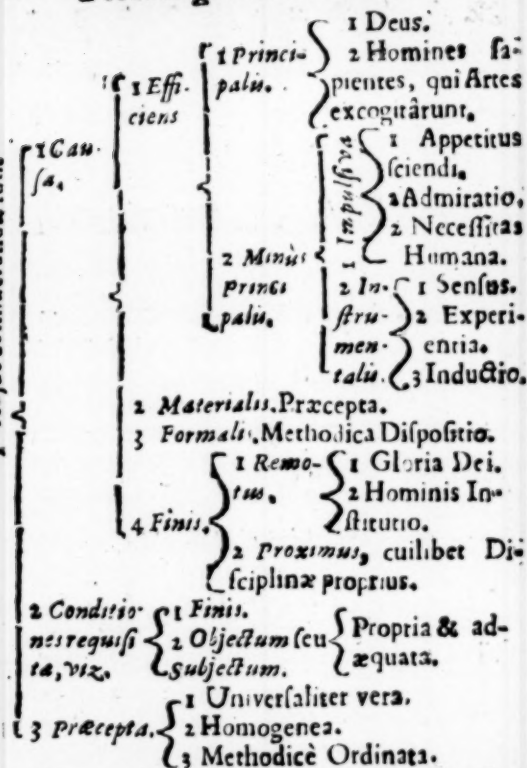 1 Deus.
1 Princi- 2 Homines ſa-
1 Effi- palis. pientes, qui Artes
ciens excogitârunt.
1 Cau- 1 Appetitus
ſa. ſciendi.
1 Impulſiva 2 Admiratio,
2 Neceſſitas
2 Minùs Humana.
princi 2 In- 1 Senſus.
palis. ſtru- 2 Experi-
men- entia.
talis. 3 Inductio.
2 Materialis. Præcepta.
3 Formalis. Methodica Diſpoſitio.
1 Remo- 1 Gloria Dei.
tus. 2 Hominis In-
4 Finis. ſtitutio.
2 Proximus, cuilibet Di-
ſciplinæ proprius.
2 Conditio- 1 Finis.
nes requiſi 2 Objectum ſeu Propria & ad-
ta, viz. Subjectum. æquata.
1 Univerſaliter vera.
3 Præcepta. 2 Homogenea.
3 Methodicè Ordinata.